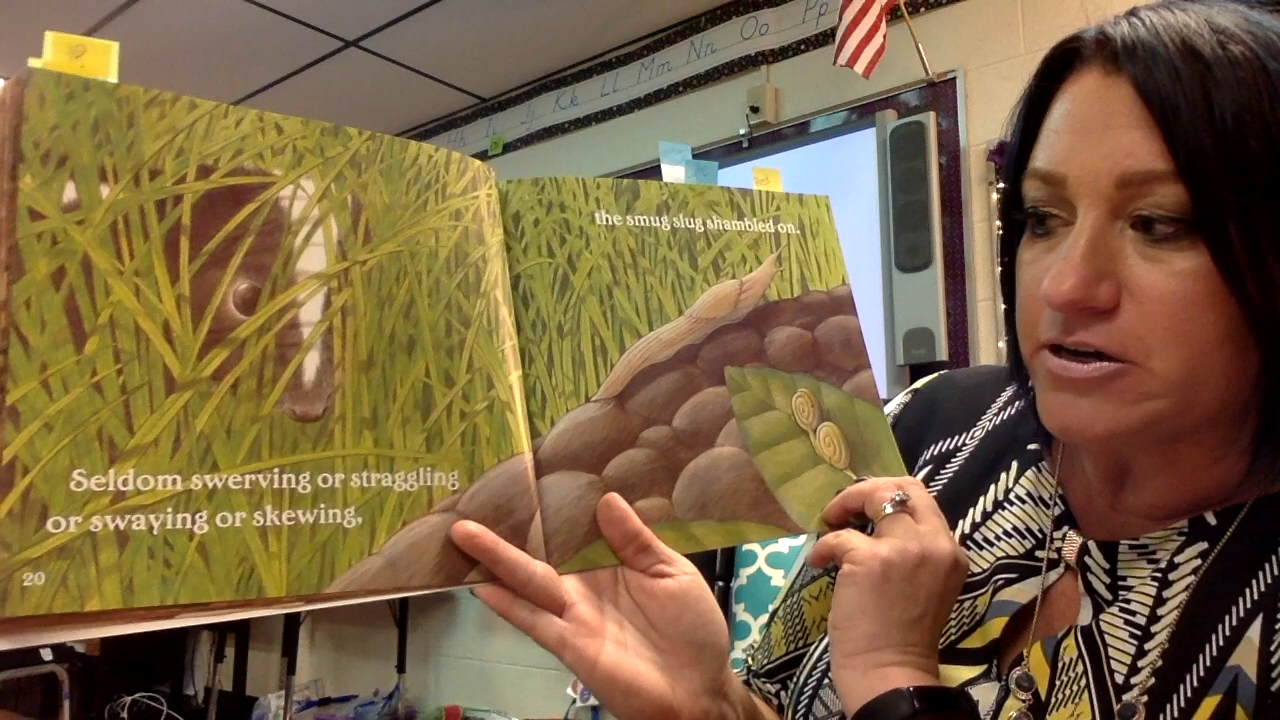 Kk Ll Mm Nn Oo Pp
the smug slug shambled on.
Seldom swerving or straggling
or swaying or skewing,
20